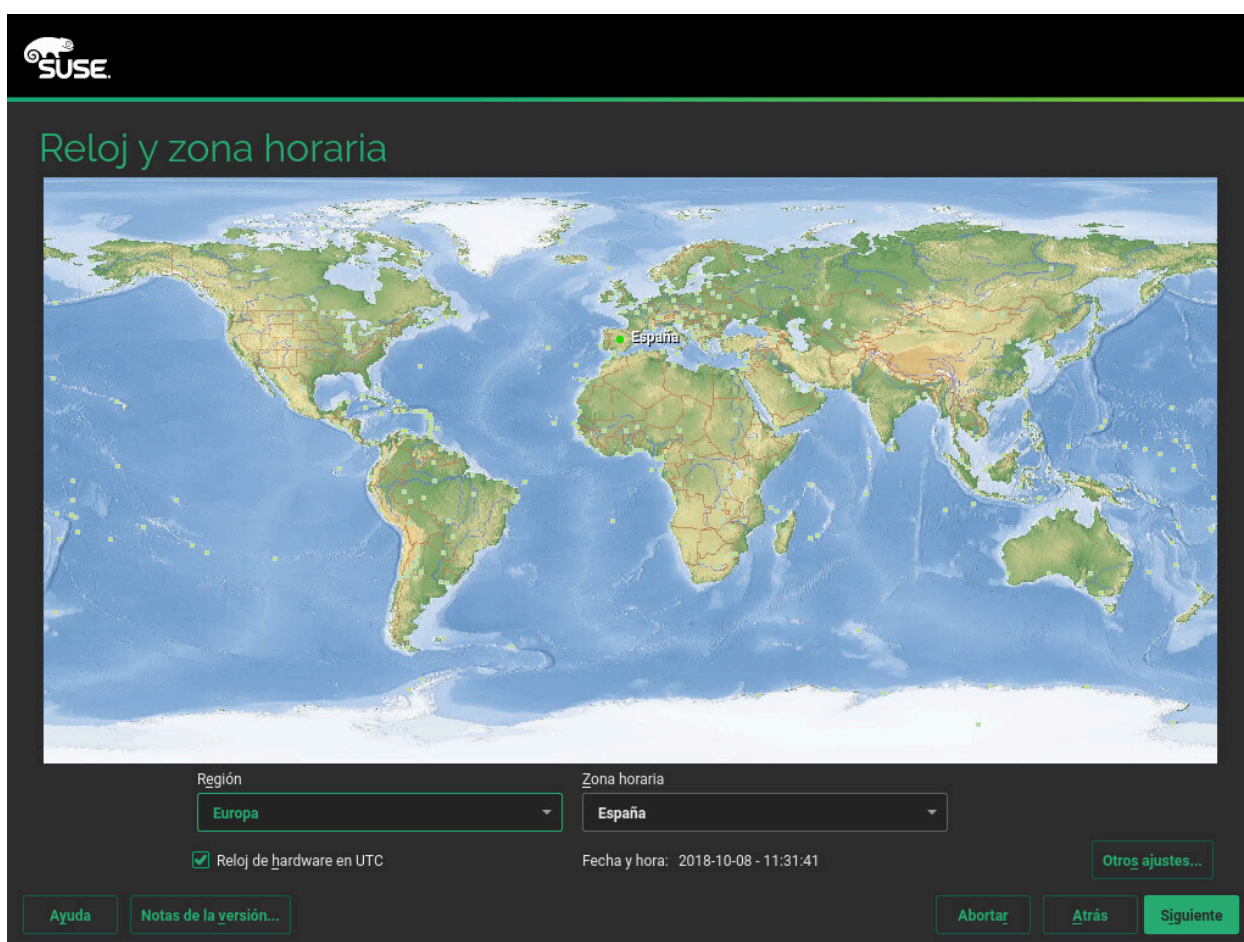 SUSE.
Reloj y zona horaria
España
Región
Zona horaria
Europa
España
Reloj de hardware en UTC
Fecha y hora: 2018-10-08 - 11:31:41
Otros ajustes...
Ayuda
Notas de la versión...
Abortar
Atrás
Siguiente